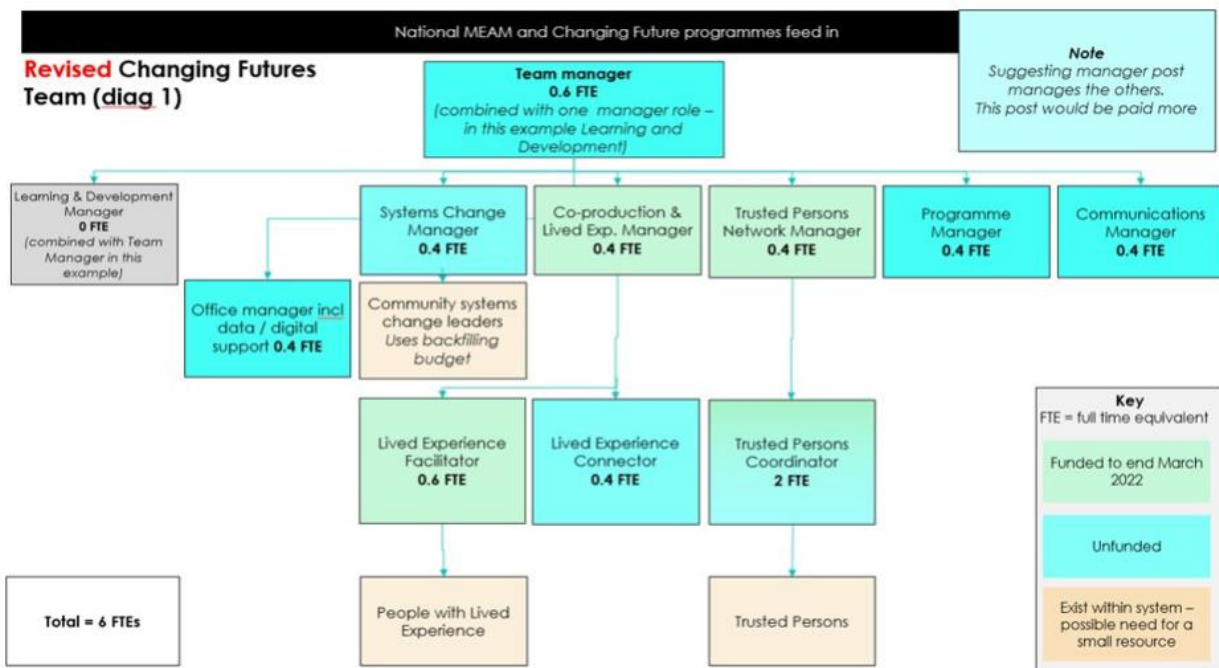 National MEAM and Changing Future programmes feed in
Revised Changing Futures
Team (diag 1)
Team manager
0.6 FTE
(combined with one manager role –
in this example Learning and
Development)
Note
Suggesting manager post
manages the others.
This post would be paid more
Learning & Development
Manager
0 FTE
(combined with Team
Manager in this
example)
Systems Change
Manager
0.4 FTE
Co-production &
Lived Exp. Manager
0.4 FTE
Trusted Persons
Network Manager
0.4 FTE
Programme
Manager
0.4 FTE
Communications
Manager
0.4 FTE
Office manager incl
data / digital
support 0.4 FTE
Community systems
change leaders
Uses backfilling
budget
Lived Experience
Facilitator
0.6 FTE
Lived Experience
Connector
0.4 FTE
Trusted Persons
Coordinator
2 FTE
Key
FTE = full time equivalent
Funded to end March
2022
Unfunded
Exist within system –
possible need for a
small resource
Total = 6 FTEs
People with Lived
Experience
Trusted Persons